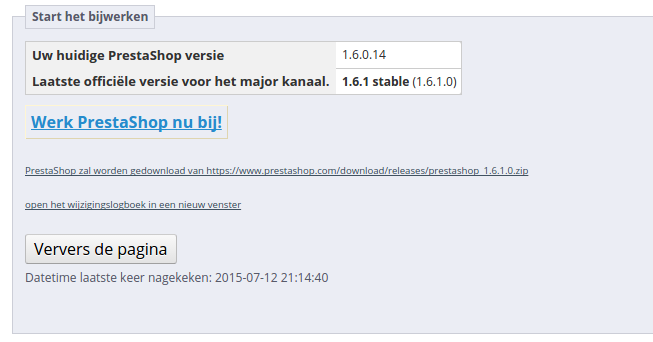 Start het bijwerken
Uw huidige PrestaShop versie 1.6.0.14
Laatste officiële versie voor het major kanaal. 1.6.1 stable (1.6.1.0)
Werk PrestaShop nu bij!
PrestaShop zal worden gedownload van https://www.prestashop.com/download/releases/prestashop_1.6.1.0.zip
open het wijzigingslogboek in een nieuw venster
Ververs de pagina
Datetime laatste keer nagekeken: 2015-07-12 21:14:40